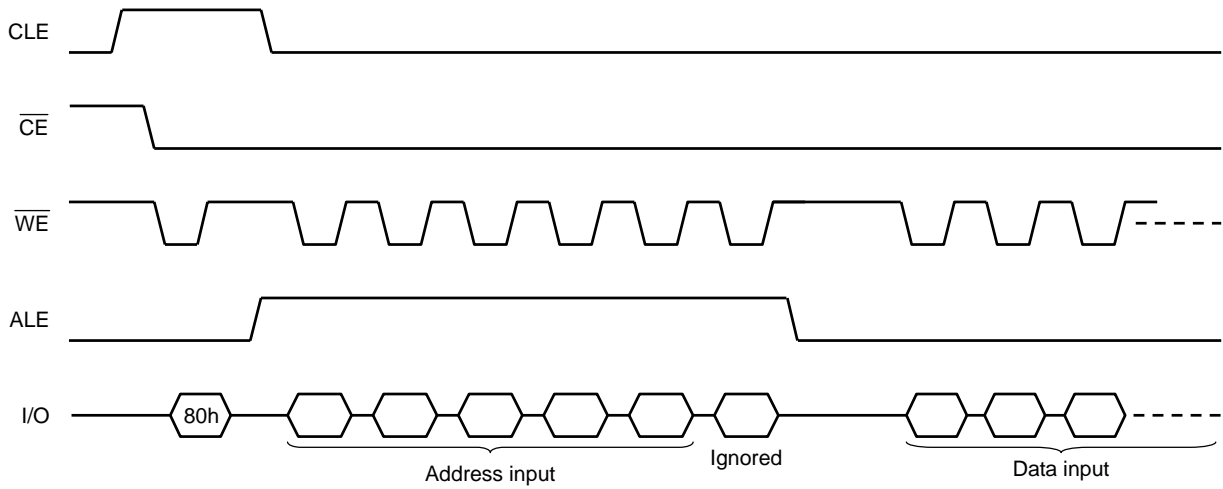 CLE
CE
WE
ALE
I/O
80h
Address input
Ignored
Data input